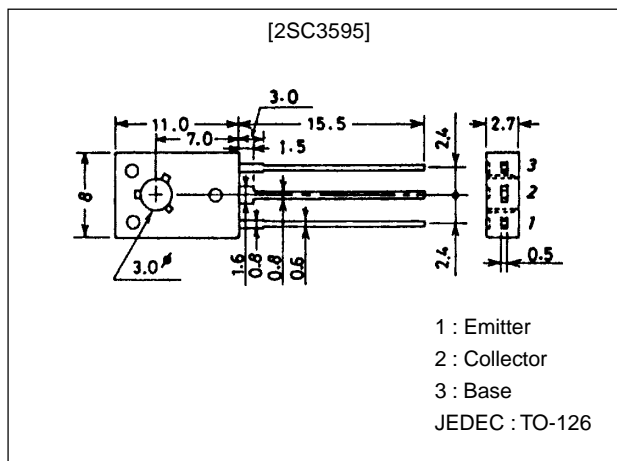 [2SC3595]
3.0
11.0
15.5
2.4
2.7
7.0
1.5
8
3
2
1
3.0ø
1.6
0.8
0.8
0.6
2.4
0.5
1 : Emitter
2 : Collector
3 : Base
JEDEC : TO-126